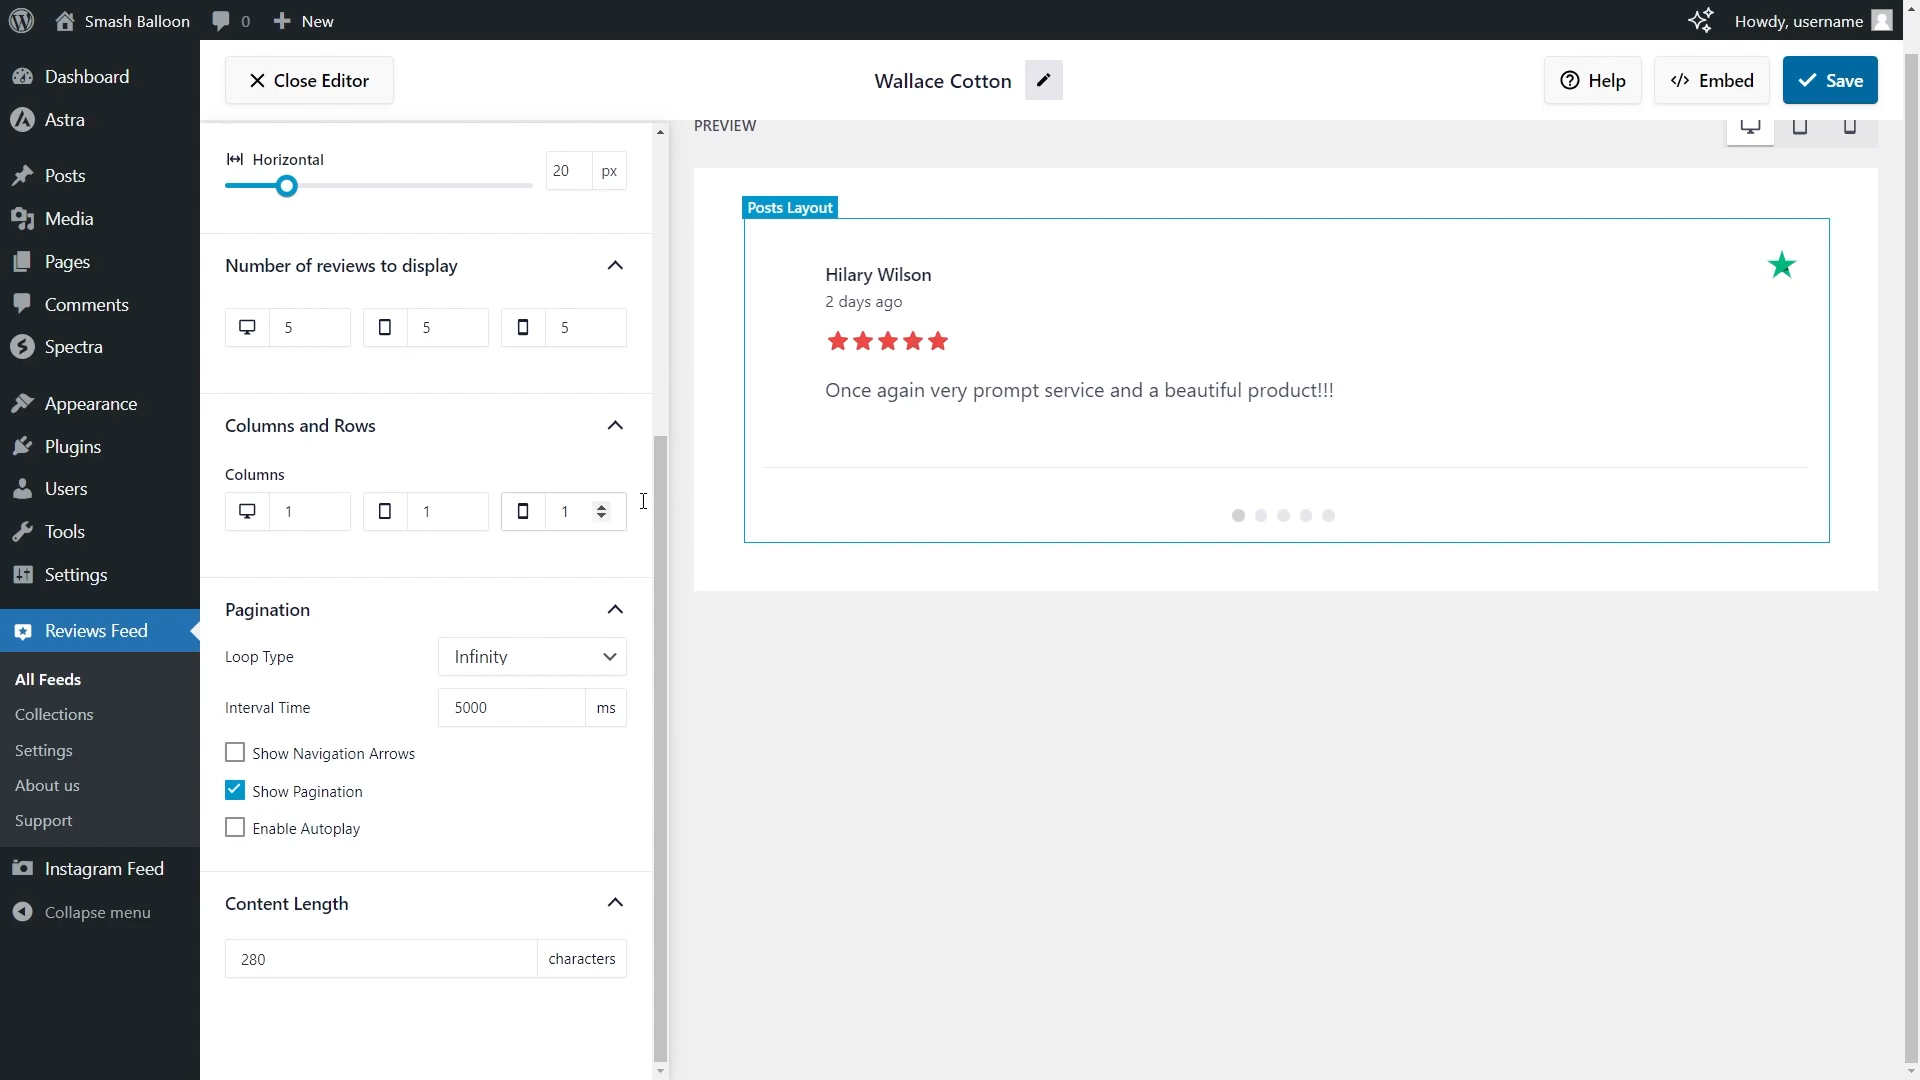 Smash Balloon 0 New Howdy, username
Dashboard
Astra
Posts
Media
Pages
Comments
Spectra
Appearance
Plugins
Users
Tools
Settings
Reviews Feed
All Feeds
Collections
Settings
About us
Support
Instagram Feed
Collapse menu
Close Editor
Wallace Cotton
Help
Embed
Save
Horizontal
20 px
Number of reviews to display
5 5 5
Columns and Rows
Columns
1 1 1
Pagination
Loop Type Infinity
Interval Time 5000 ms
Show Navigation Arrows
Show Pagination
Enable Autoplay
Content Length
280 characters
PREVIEW
Posts Layout
Hilary Wilson
2 days ago
Once again very prompt service and a beautiful product!!!